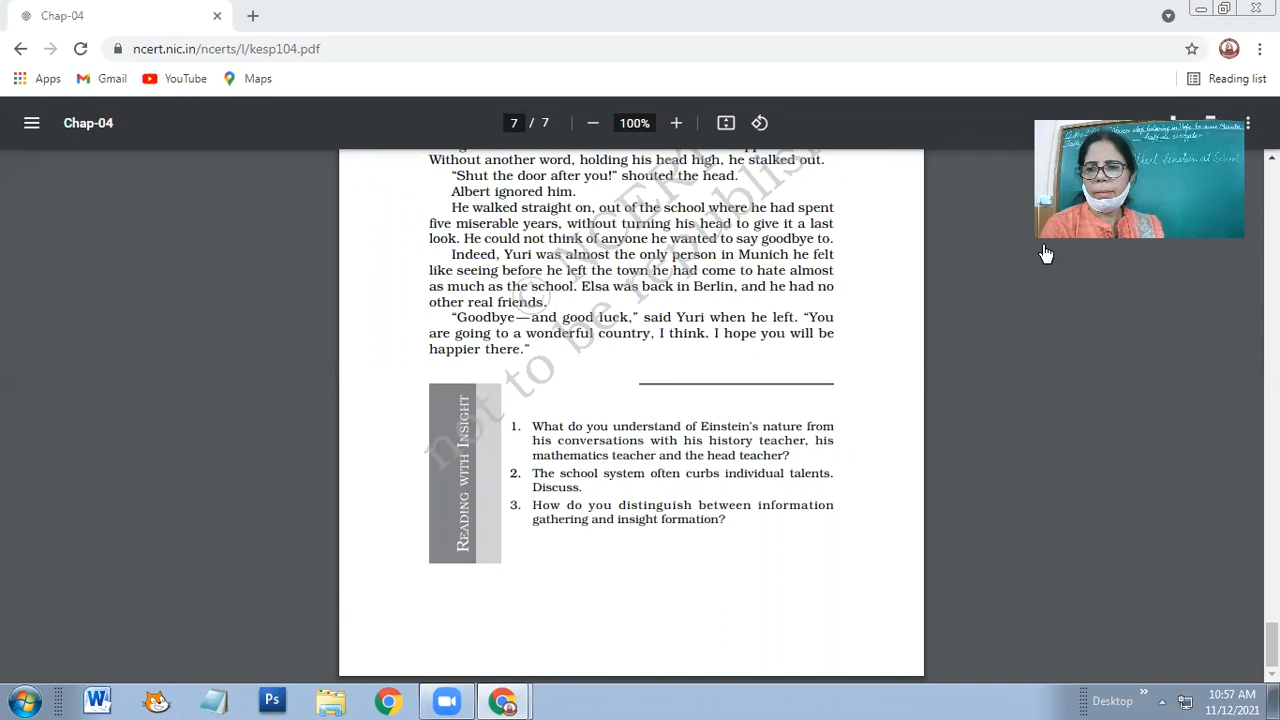 Chap-04
ncert.nic.in/ncerts/l/kesp104.pdf
Apps Gmail YouTube Maps Reading list
Chap-04 7 / 7 100%
Without another word, holding his head high, he stalked out.
“Shut the door after you!” shouted the head.
Albert ignored him.
He walked straight on, out of the school where he had spent
five miserable years, without turning his head to give it a last
look. He could not think of anyone he wanted to say goodbye to.
Indeed, Yuri was almost the only person in Munich he felt
like seeing before he left the town he had come to hate almost
as much as the school. Elsa was back in Berlin, and he had no
other real friends.
“Goodbye—and good luck,” said Yuri when he left. “You
are going to a wonderful country, I think. I hope you will be
happier there.”
READING WITH INSIGHT
1. What do you understand of Einstein’s nature from
his conversations with his history teacher, his
mathematics teacher and the head teacher?
2. The school system often curbs individual talents.
Discuss.
3. How do you distinguish between information
gathering and insight formation?
© NCERT
not to be republish
Einstein at School
Desktop
10:57 AM
11/12/2021